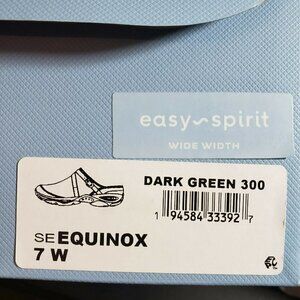 easy~spirit
WIDE WIDTH
DARK GREEN 300
1 94584 33392 7
SE EQUINOX
7 W